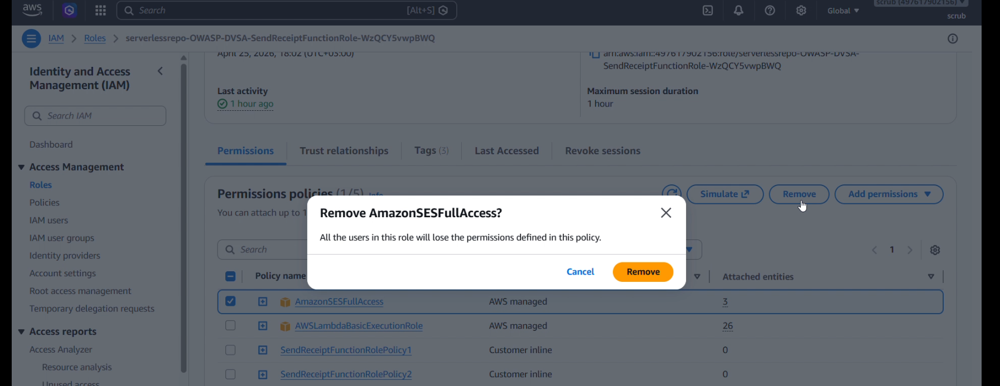 aws
Search [Alt+S]
Global
scrub (497617902156)
scrub
IAM > Roles > serverlessrepo-OWASP-DVSA-SendReceiptFunctionRole-WzQCY5vwpBWQ
Identity and Access
Management (IAM)
Search IAM
Dashboard
Access Management
Roles
Policies
IAM users
IAM user groups
Identity providers
Account settings
Root access management
Temporary delegation requests
Access reports
Access Analyzer
Resource analysis
Unused access
April 25, 2026, 18:02 (UTC+03:00)
arn:aws:iam::497617902156:role/serverlessrepo-OWASP-DVSA-
SendReceiptFunctionRole-WzQCY5vwpBWQ
Last activity
1 hour ago
Maximum session duration
1 hour
Permissions
Trust relationships
Tags (3)
Last Accessed
Revoke sessions
Permissions policies (1/5) Info
Simulate
Remove
Add permissions
You can attach up to 1
Remove AmazonSESFullAccess?
All the users in this role will lose the permissions defined in this policy.
Cancel
Remove
Search
1
Policy name
Attached entities
AmazonSESFullAccess AWS managed 3
AWSLambdaBasicExecutionRole AWS managed 26
SendReceiptFunctionRolePolicy1 Customer inline 0
SendReceiptFunctionRolePolicy2 Customer inline 0